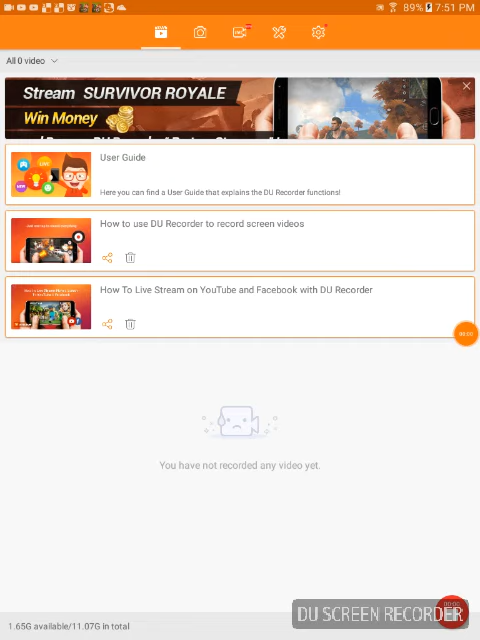 89% 7:51 PM
All 0 video
Stream SURVIVOR ROYALE
Win Money
User Guide
Here you can find a User Guide that explains the DU Recorder functions!
How to use DU Recorder to record screen videos
How To Live Stream on YouTube and Facebook with DU Recorder
00:00
You have not recorded any video yet.
1.65G available/11.07G in total
DU SCREEN RECORDER